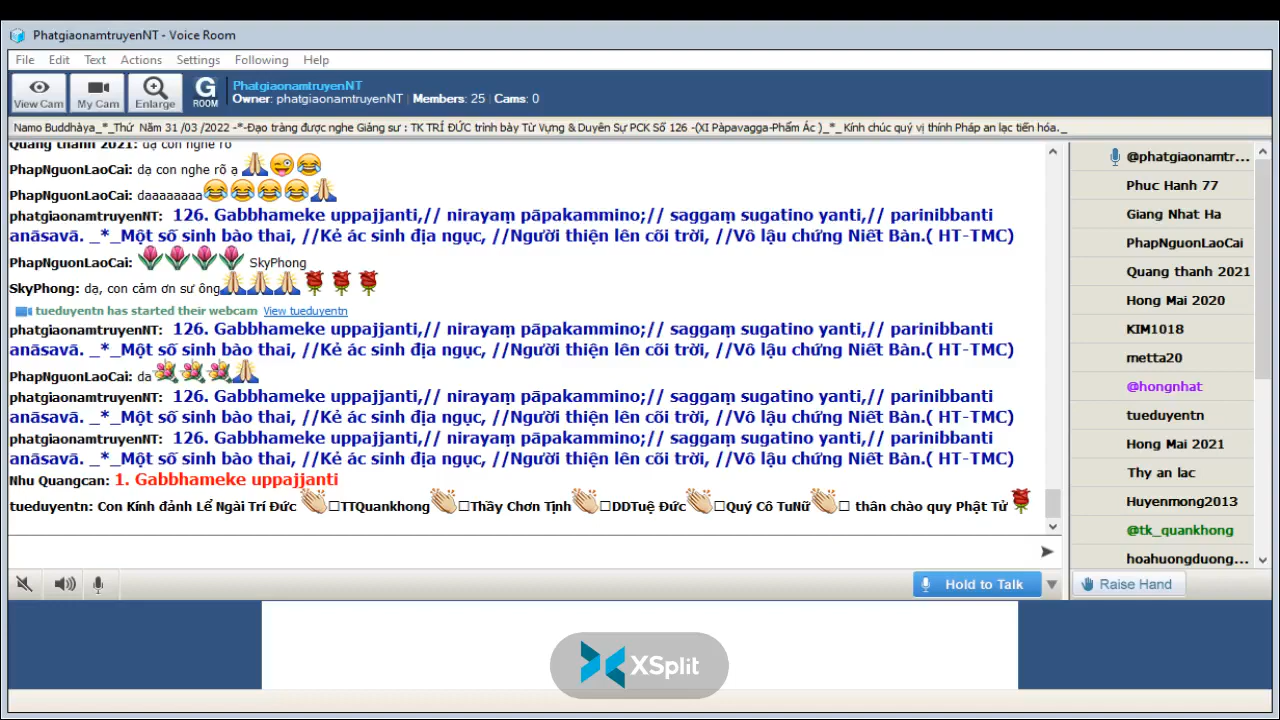 PhatgiaonamtruyenNT - Voice Room
File Edit Text Actions Settings Following Help
View Cam My Cam Enlarge G ROOM
PhatgiaonamtruyenNT
Owner: phatgiaonamtruyenNT | Members: 25 | Cams: 0
Namo Buddhàya_*_Thứ Năm 31 /03 /2022 -*-Đạo tràng được nghe Giảng sư : TK TRÍ ĐỨC trình bày Từ Vựng & Duyên Sự PCK Số 126 -(XI Pàpavagga-Phẩm Ác )_*_ Kính chúc quý vị thính Pháp an lạc tiến hóa._
Quang thanh 2021: dạ con nghe rõ
PhapNguonLaoCai: dạ con nghe rõ ạ
PhapNguonLaoCai: daaaaaaaa
phatgiaonamtruyenNT: 126. Gabbhameke uppajjanti,// nirayaṃ pāpakammino;// saggaṃ sugatino yanti,// parinibbanti
anāsavā. _*_Một số sinh bào thai, //Kẻ ác sinh địa ngục, //Người thiện lên cõi trời, //Vô lậu chứng Niết Bàn.( HT-TMC)
PhapNguonLaoCai: SkyPhong
SkyPhong: dạ, con cảm ơn sư ông
tueduyentn has started their webcam View tueduyentn
phatgiaonamtruyenNT: 126. Gabbhameke uppajjanti,// nirayaṃ pāpakammino;// saggaṃ sugatino yanti,// parinibbanti
anāsavā. _*_Một số sinh bào thai, //Kẻ ác sinh địa ngục, //Người thiện lên cõi trời, //Vô lậu chứng Niết Bàn.( HT-TMC)
PhapNguonLaoCai: da
phatgiaonamtruyenNT: 126. Gabbhameke uppajjanti,// nirayaṃ pāpakammino;// saggaṃ sugatino yanti,// parinibbanti
anāsavā. _*_Một số sinh bào thai, //Kẻ ác sinh địa ngục, //Người thiện lên cõi trời, //Vô lậu chứng Niết Bàn.( HT-TMC)
phatgiaonamtruyenNT: 126. Gabbhameke uppajjanti,// nirayaṃ pāpakammino;// saggaṃ sugatino yanti,// parinibbanti
anāsavā. _*_Một số sinh bào thai, //Kẻ ác sinh địa ngục, //Người thiện lên cõi trời, //Vô lậu chứng Niết Bàn.( HT-TMC)
Nhu Quangcan: 1. Gabbhameke uppajjanti
tueduyentn: Con Kính đảnh Lể Ngài Trí Đức TTQuankhong Thầy Chơn Tịnh DDTuệ Đức Quý Cô TuNữ thân chào quy Phật Tử
@phatgiaonamtr...
Phuc Hanh 77
Giang Nhat Ha
PhapNguonLaoCai
Quang thanh 2021
Hong Mai 2020
KIM1018
metta20
@hongnhat
tueduyentn
Hong Mai 2021
Thy an lac
Huyenmong2013
@tk_quankhong
hoahuongduong...
Hold to Talk
Raise Hand
XSplit